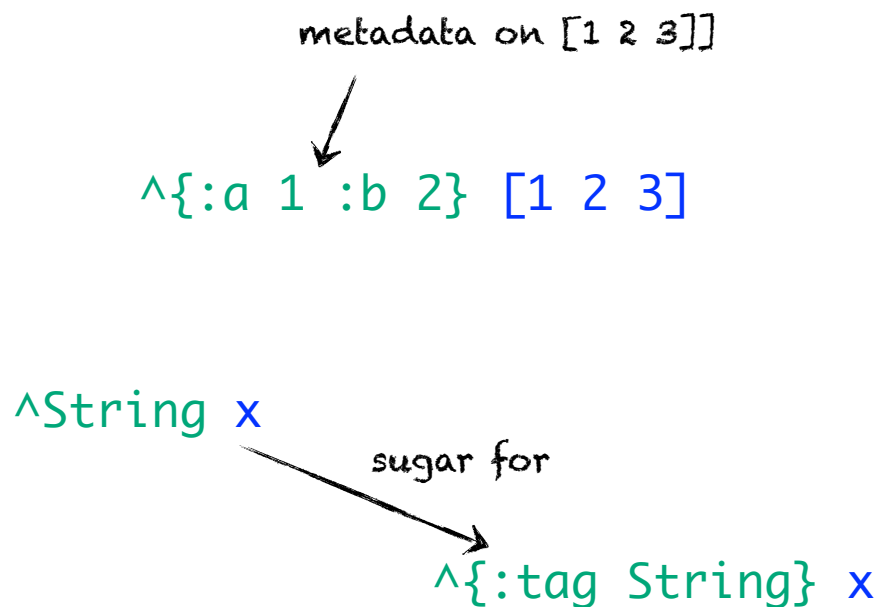 metadata on [1 2 3]]
^{:a 1 :b 2} [1 2 3]
^String x
sugar for
^{:tag String} x